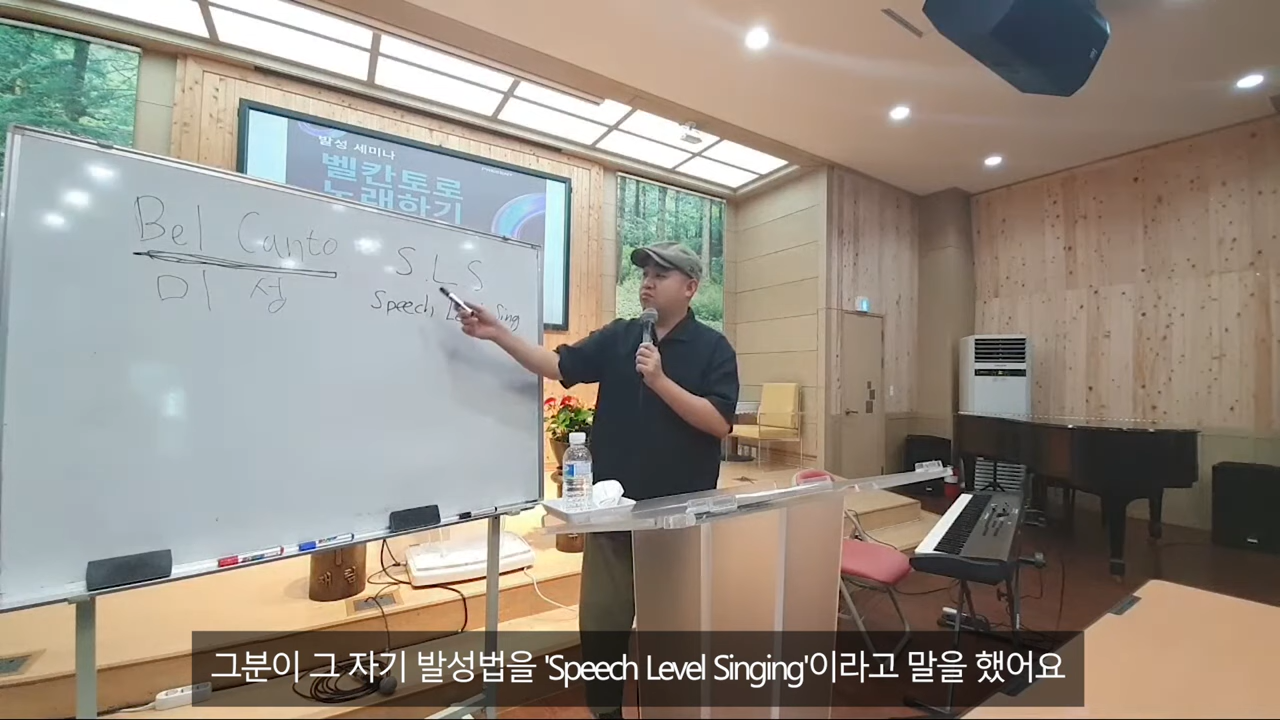 발성 세미나
벨칸토로
노래하기
Bel Canto
미 성
S L S
Speech Level Sing
그분이 그 자기 발성법을 'Speech Level Singing'이라고 말을 했어요